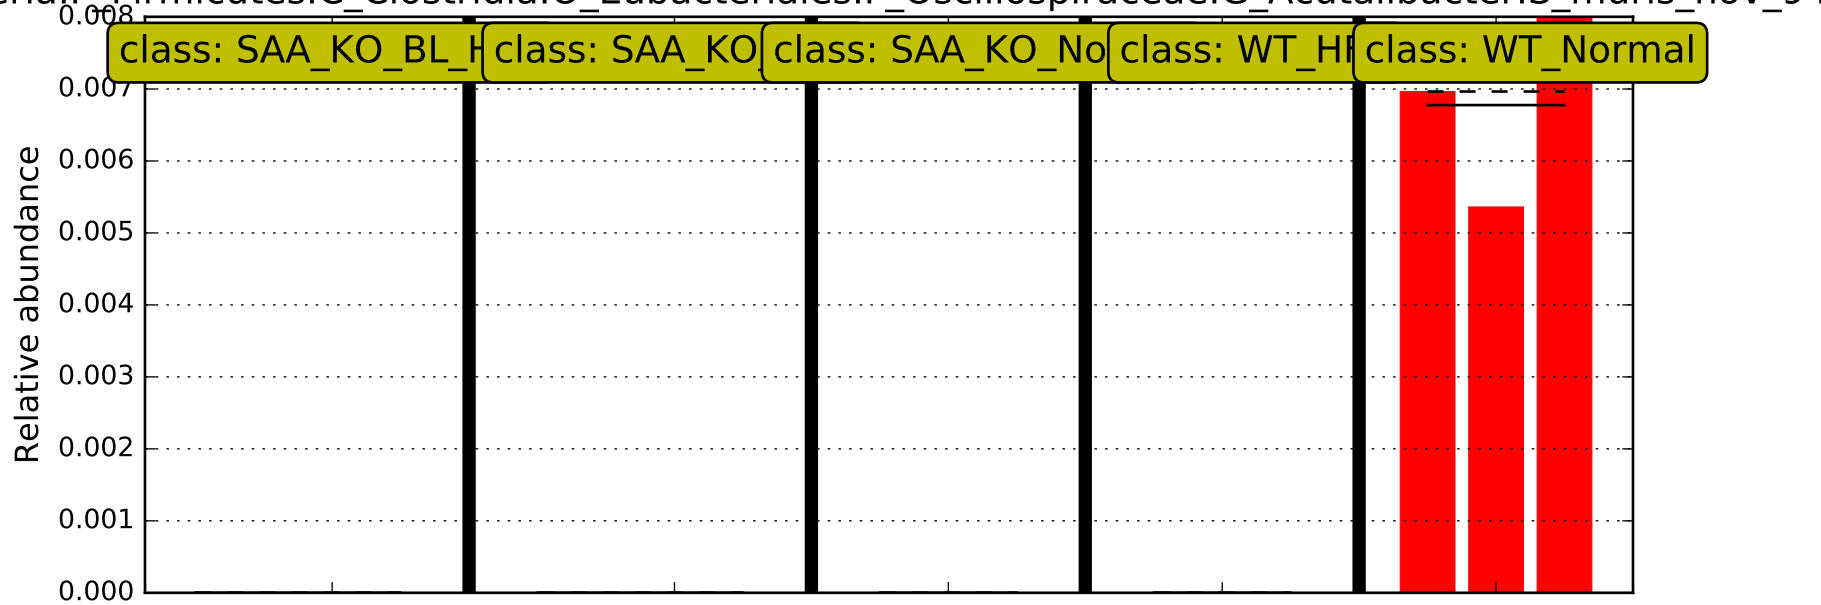 0.008
class: SAA_KO_BL_H
class: SAA_KO_
class: SAA_KO_No
class: WT_HF
class: WT_Normal
0.007
0.006
0.005
0.004
0.003
0.002
0.001
0.000
Relative abundance